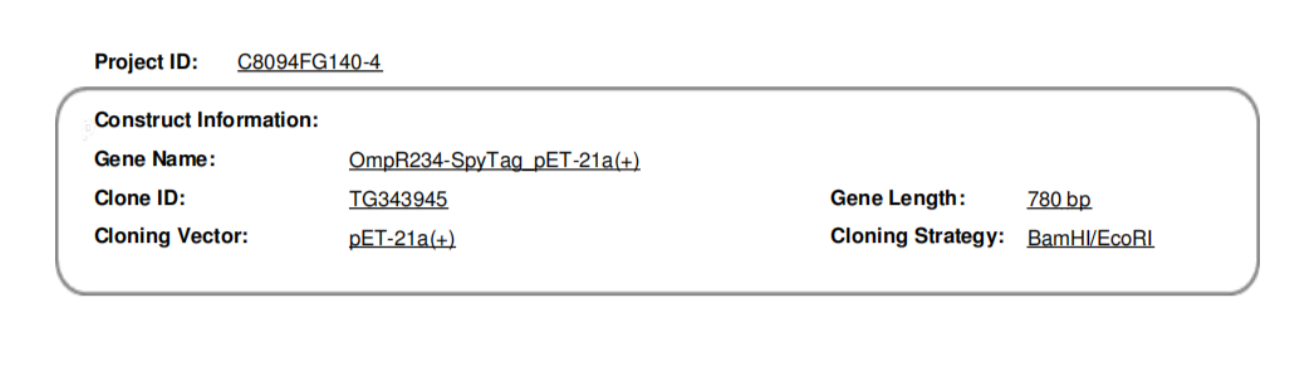 Project ID: C8094FG140-4
Construct Information:
Gene Name: OmpR234-SpyTag_pET-21a(+)
Clone ID: TG343945 Gene Length: 780 bp
Cloning Vector: pET-21a(+) Cloning Strategy: BamHI/EcoRI